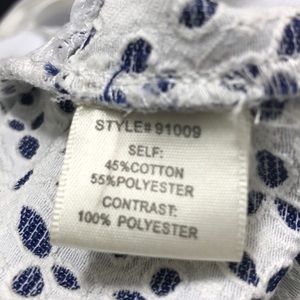 STYLE# 91009
SELF:
45%COTTON
55%POLYESTER
CONTRAST:
100% POLYESTER